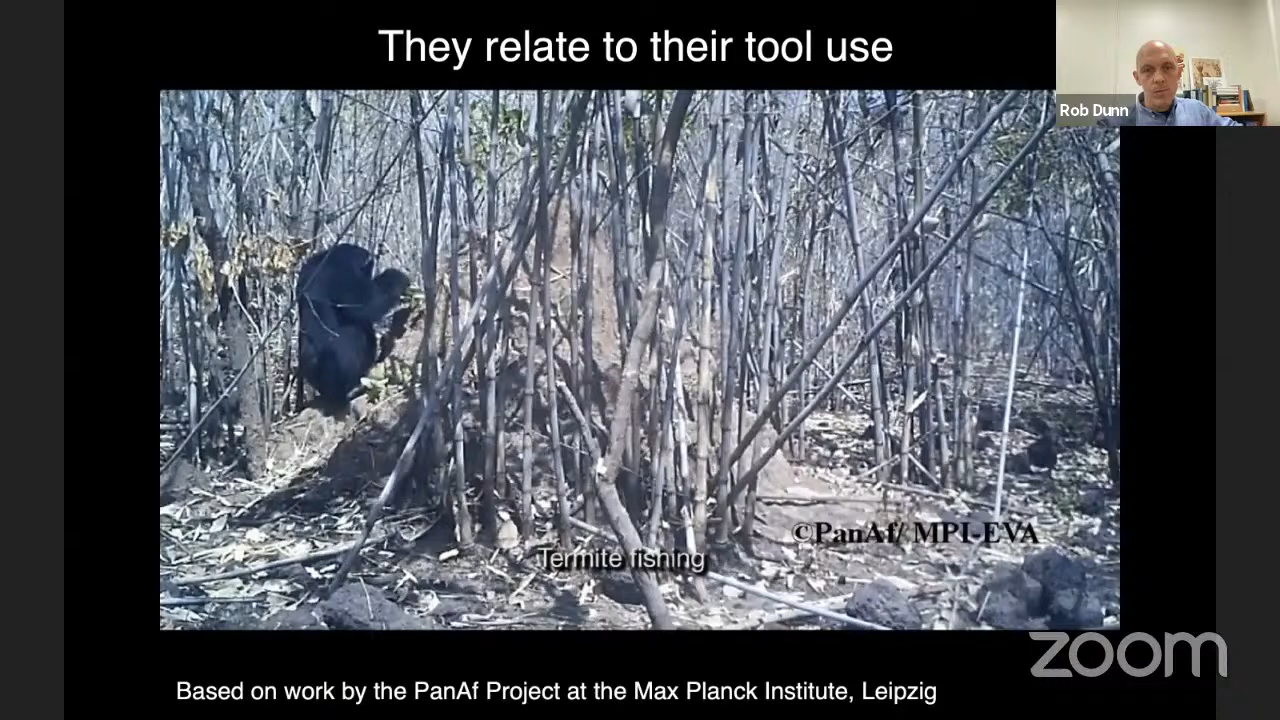 They relate to their tool use
Rob Dunn
©PanAf/ MPI-EVA
Termite fishing
zoom
Based on work by the PanAf Project at the Max Planck Institute, Leipzig